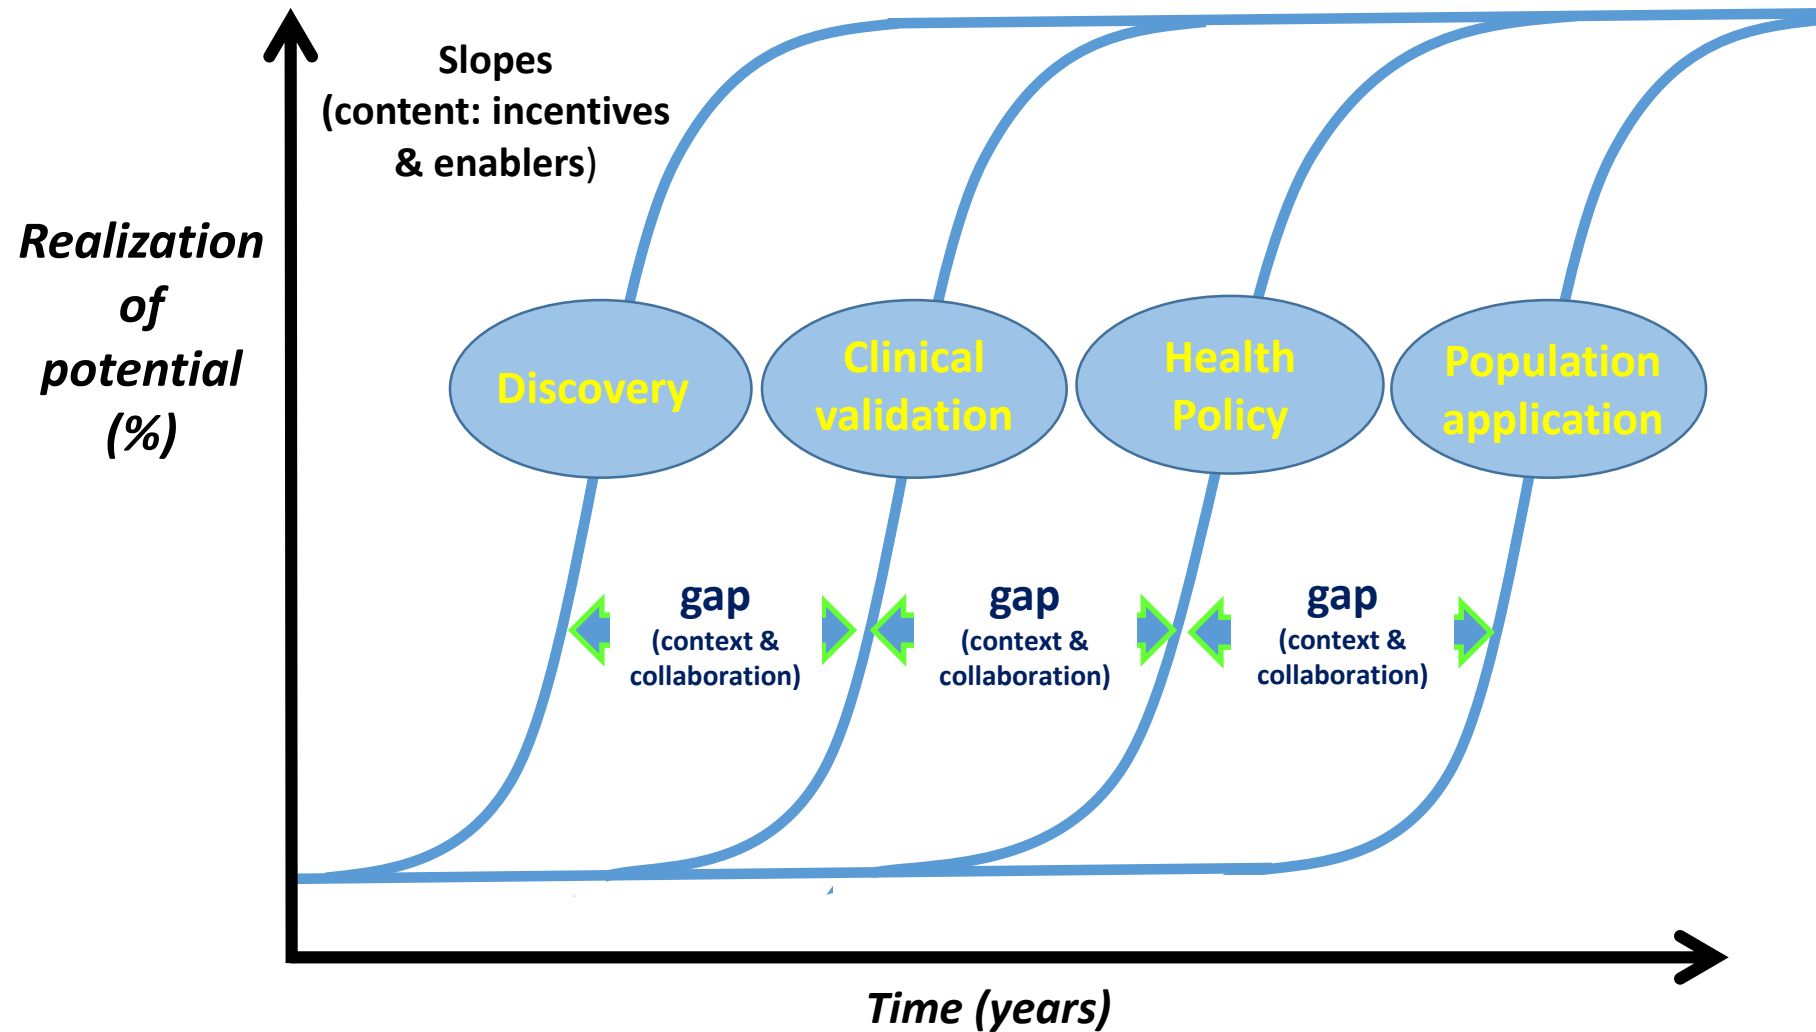 Slopes
(content: incentives
& enablers)
Realization
of
potential
(%)
Discovery
Clinical
validation
Health
Policy
Population
application
gap
(context &
collaboration)
gap
(context &
collaboration)
gap
(context &
collaboration)
Time (years)